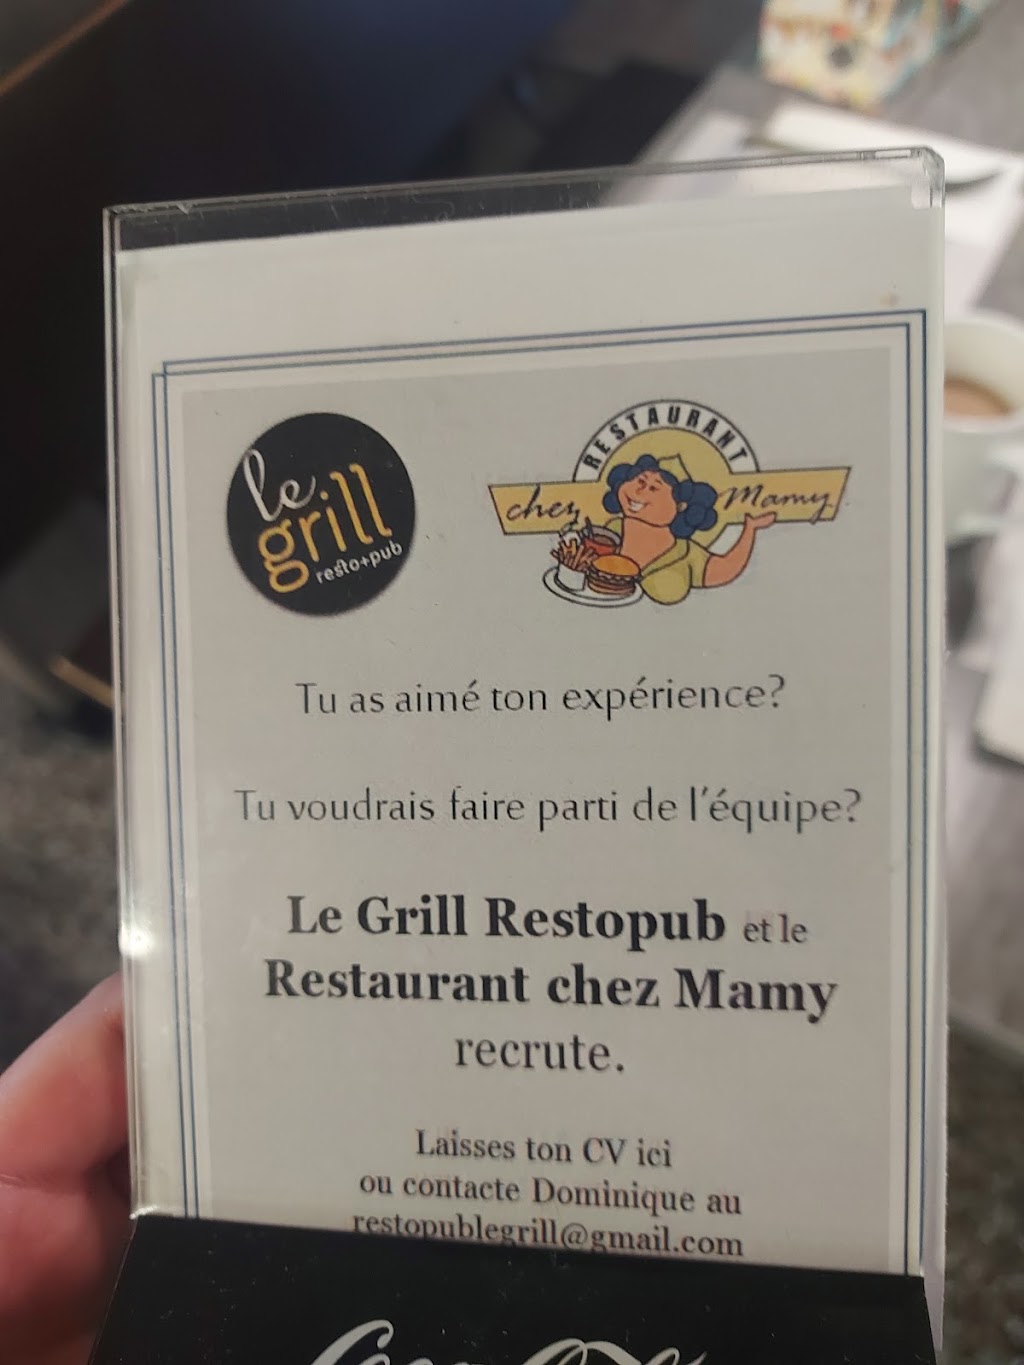 le
grill
resto+pub
RESTAURANT
chez Mamy
Tu as aimé ton expérience?
Tu voudrais faire parti de l'équipe?
Le Grill Restopub et le
Restaurant chez Mamy
recrute.
Laisses ton CV ici
ou contacte Dominique au
restopublegrill@gmail.com